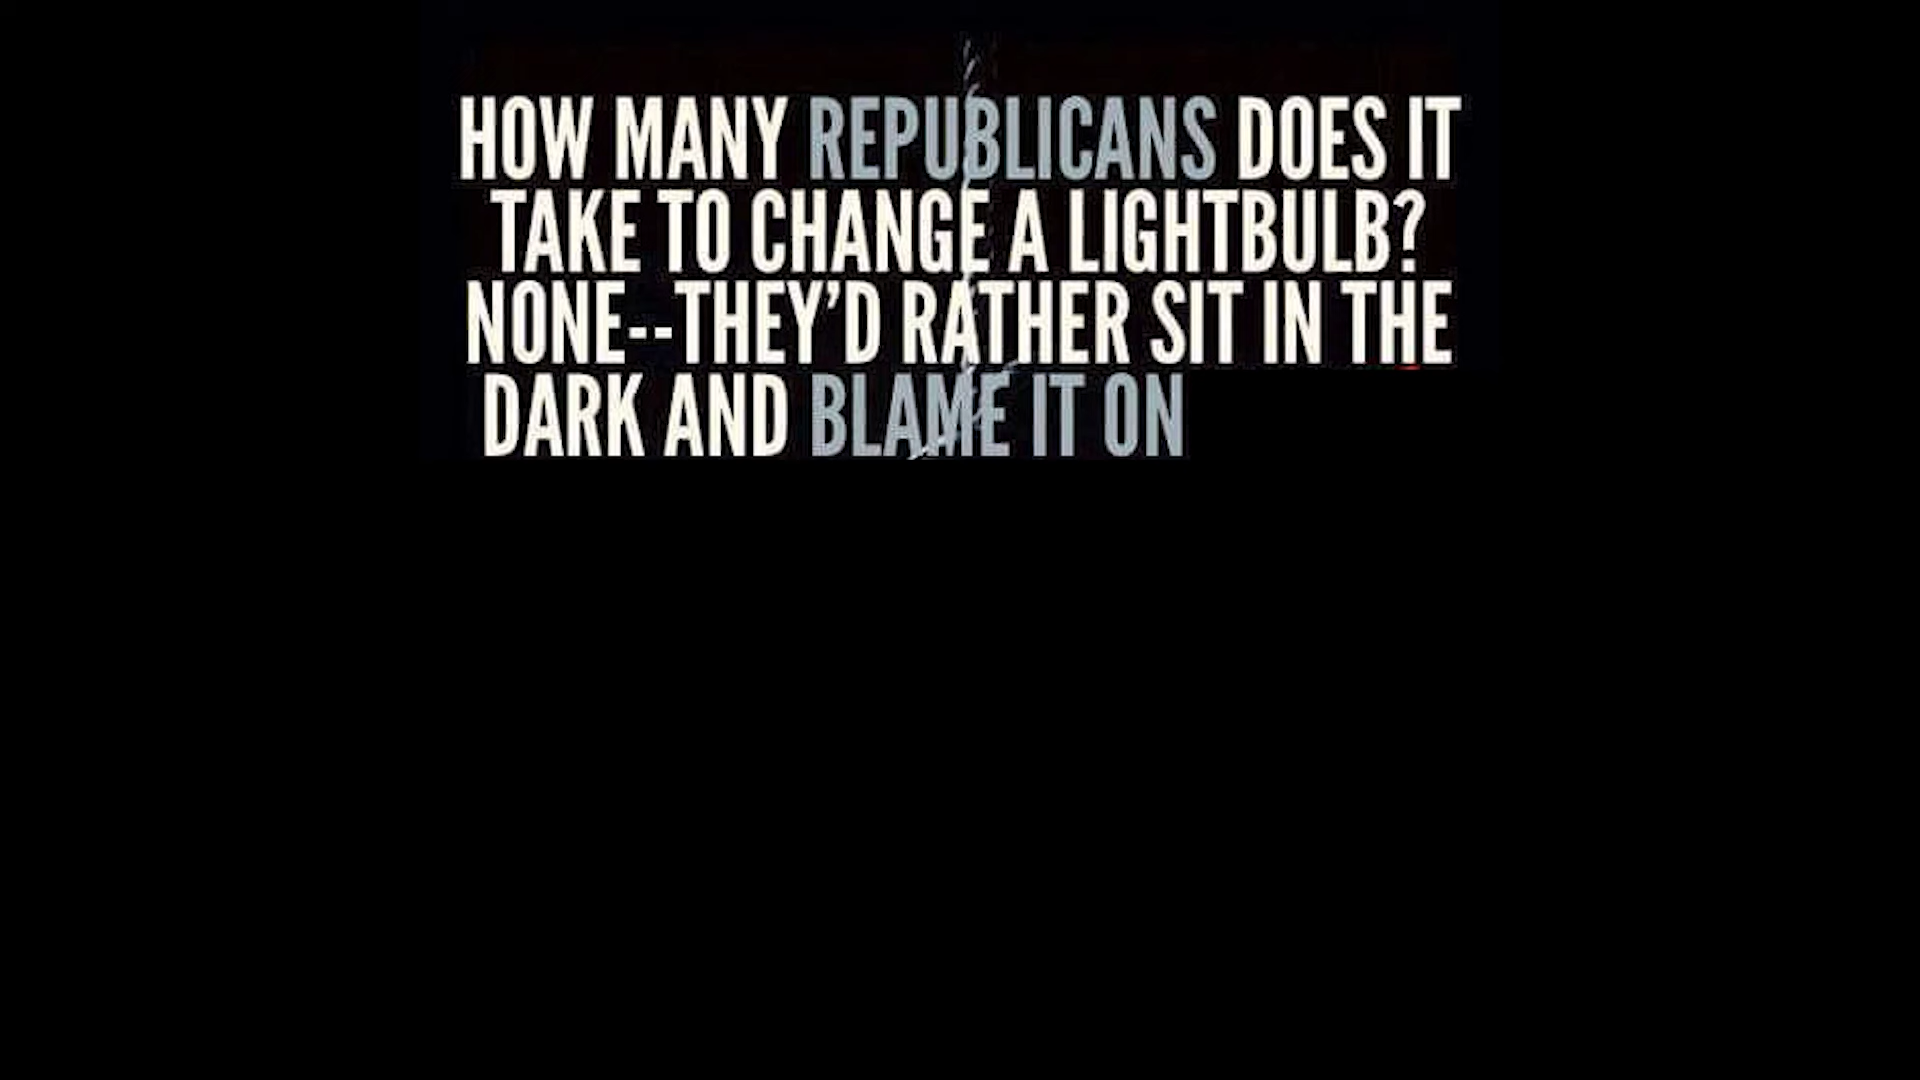 HOW MANY REPUBLICANS DOES IT
TAKE TO CHANGE A LIGHTBULB?
NONE--THEY'D RATHER SIT IN THE
DARK AND BLAME IT ON